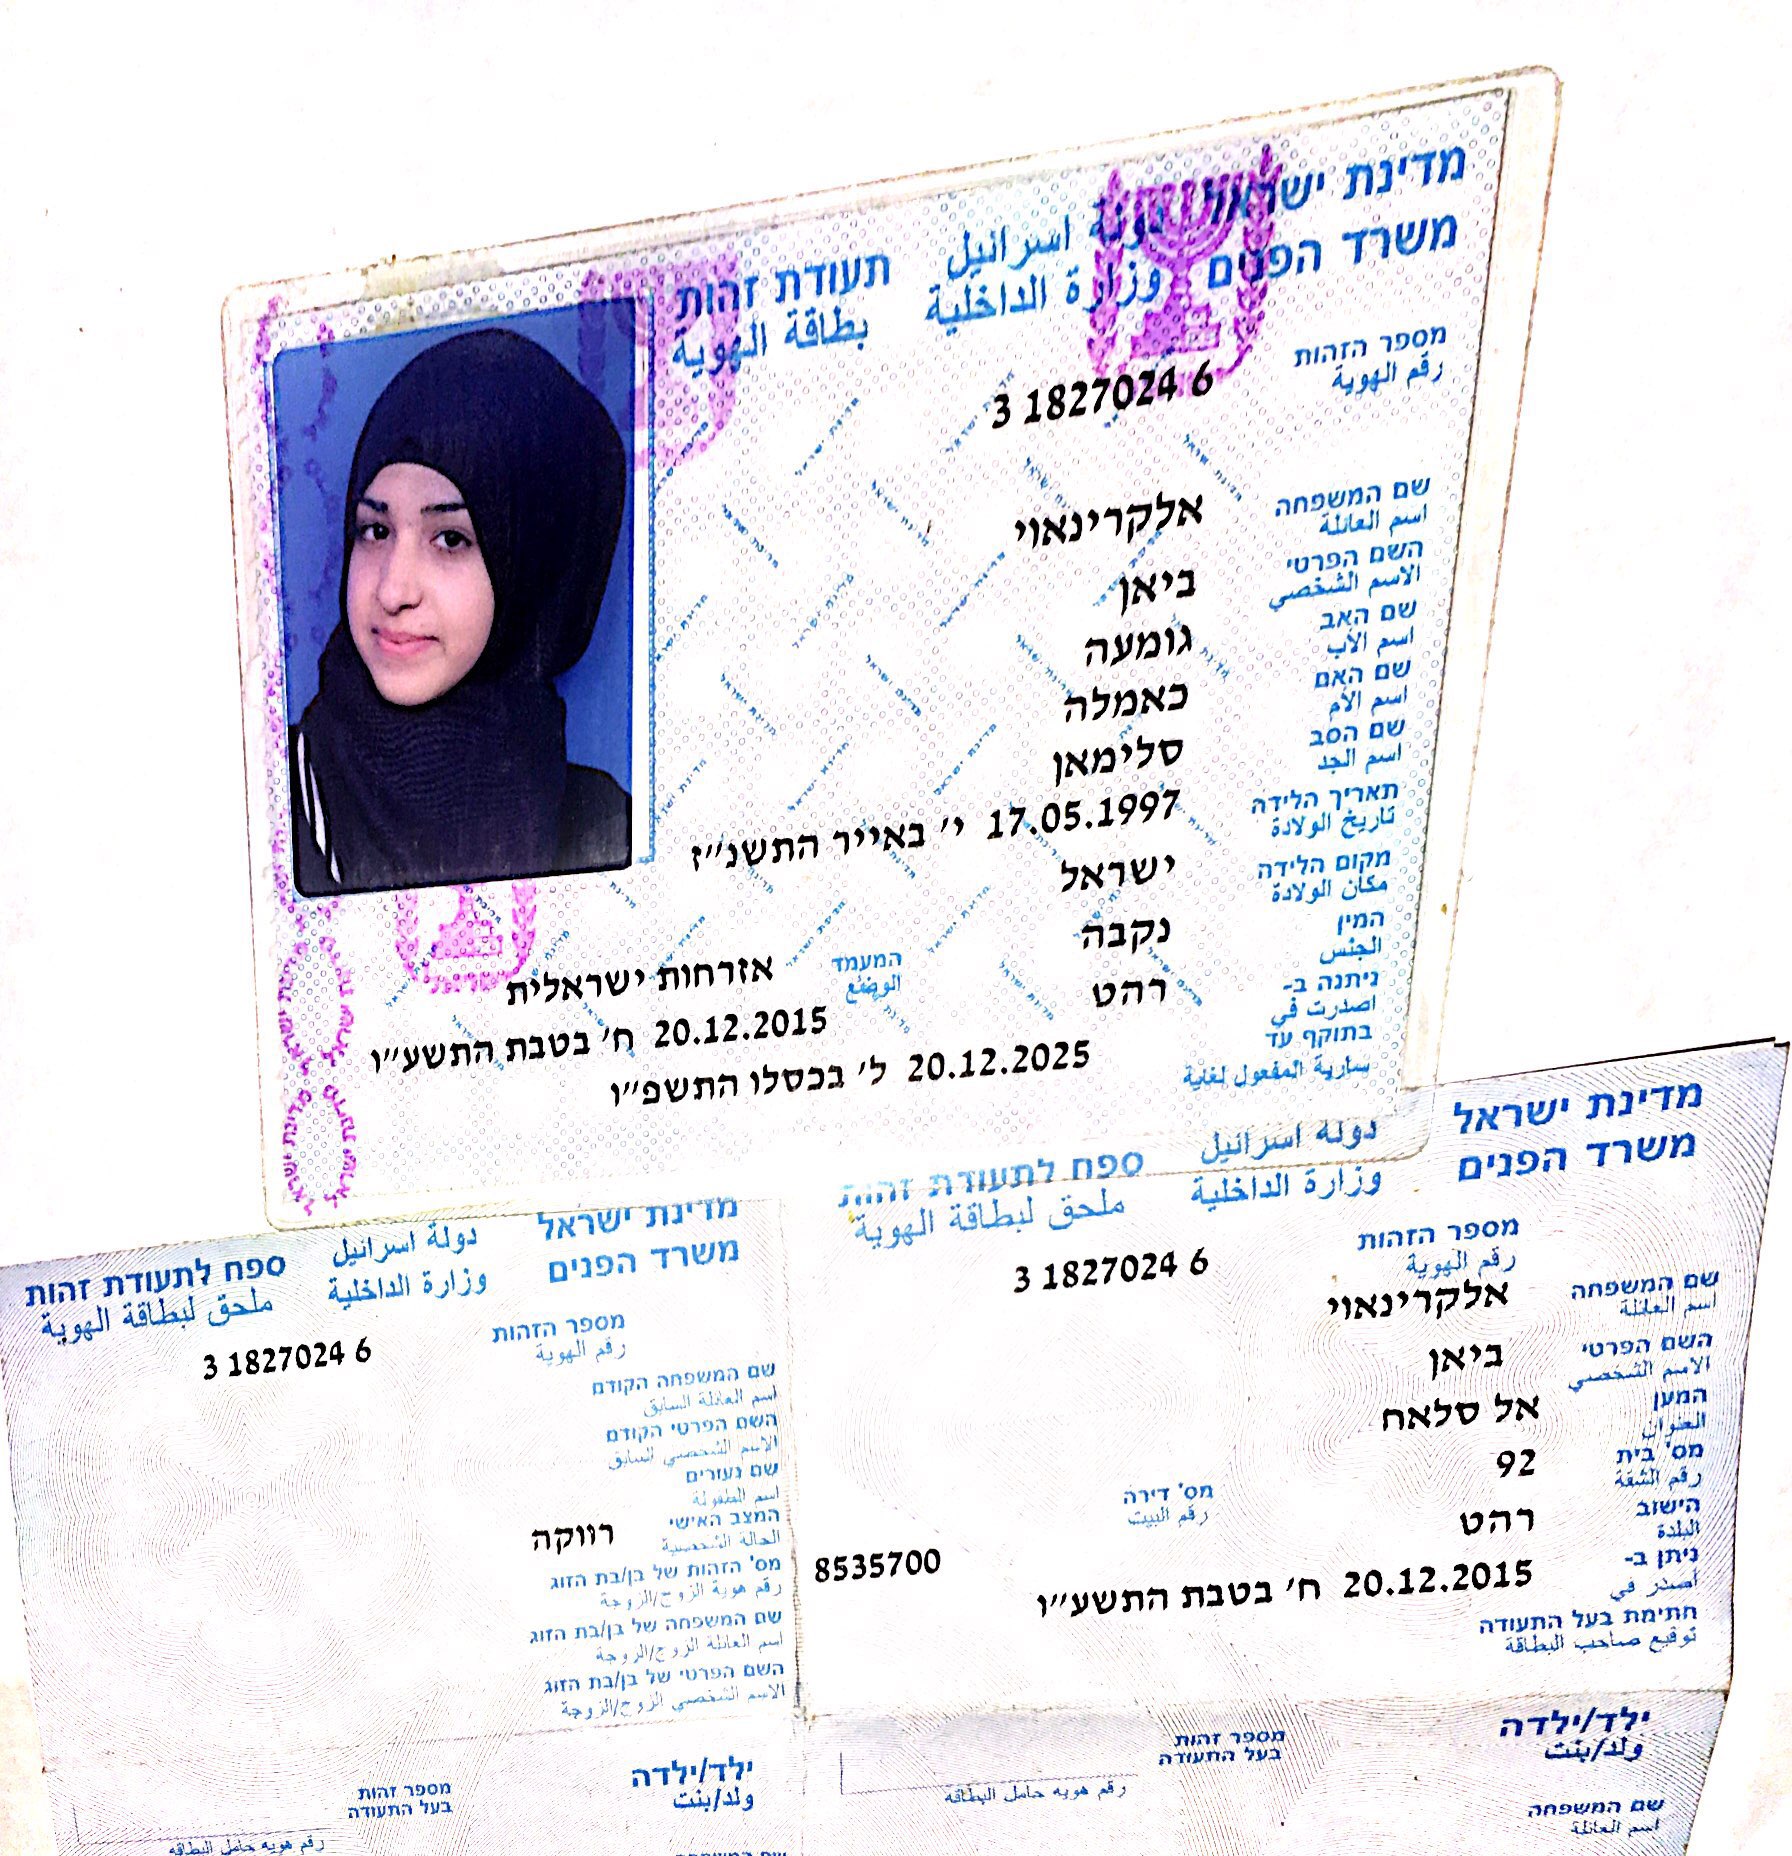 מדינת ישראל
دولة اسرائيل
משרד הפנים
وزارة الداخلية
תעודת זהות
بطاقة الهوية
מספר הזהות
رقم الهوية
3 1827024 6
שם המשפחה
اسم العائلة
אלקרינאוי
השם הפרטי
الاسم الشخصي
ביאן
שם האב
اسم الأب
גומעה
שם האם
اسم الأم
כאמלה
שם הסב
اسم الجد
סלימאן
תאריך הלידה
تاريخ الولادة
17.05.1997 י' באייר התשנ"ז
מקום הלידה
مكان الولادة
ישראל
המין
الجنس
נקבה
המעמד
الوضع
אזרחות ישראלית
ניתנה ב-
اصدرت في
רהט
20.12.2015 ח' בטבת התשע"ו
בתוקף עד
سارية المفعول لغاية
20.12.2025 ל' בכסלו התשפ"ו
מדינת ישראל
دولة اسرائيل
משרד הפנים
وزارة الداخلية
ספח לתעודת זהות
ملحق لبطاقة الهوية
מספר הזהות
رقم الهوية
3 1827024 6
שם המשפחה
اسم العائلة
אלקרינאוי
השם הפרטי
الاسم الشخصي
ביאן
המען
العنوان
אל סלאח
מס' בית
رقم الشقة
92
מס' דירה
رقم البيت
הישוב
البلدة
רהט
8535700
ניתן ב-
أصدر في
20.12.2015 ח' בטבת התשע"ו
חתימת בעל התעודה
توقيع صاحب البطاقة
ילד/ילדה
ولد/بنت
מספר זהות
בעל התעודה
رقم هوية حامل البطاقة
שם המשפחה
اسم العائلة
מדינת ישראל
دولة اسرائيل
משרד הפנים
وزارة الداخلية
ספח לתעודת זהות
ملحق لبطاقة الهوية
מספר הזהות
رقم الهوية
3 1827024 6
שם המשפחה הקודם
اسم العائلة السابق
השם הפרטי הקודם
الاسم الشخصي السابق
שם נעורים
اسم الطفولة
המצב האישי
الحالة الشخصية
רווקה
מס' הזהות של בן/בת הזוג
رقم هوية الزوج/الزوجة
שם המשפחה של בן/בת הזוג
اسم العائلة الزوج/الزوجة
השם הפרטי של בן/בת הזוג
الاسم الشخصي الزوج/الزوجة
ילד/ילדה
ولد/بنت
מספר זהות
בעל התעודה
رقم هوية حامل البطاقة